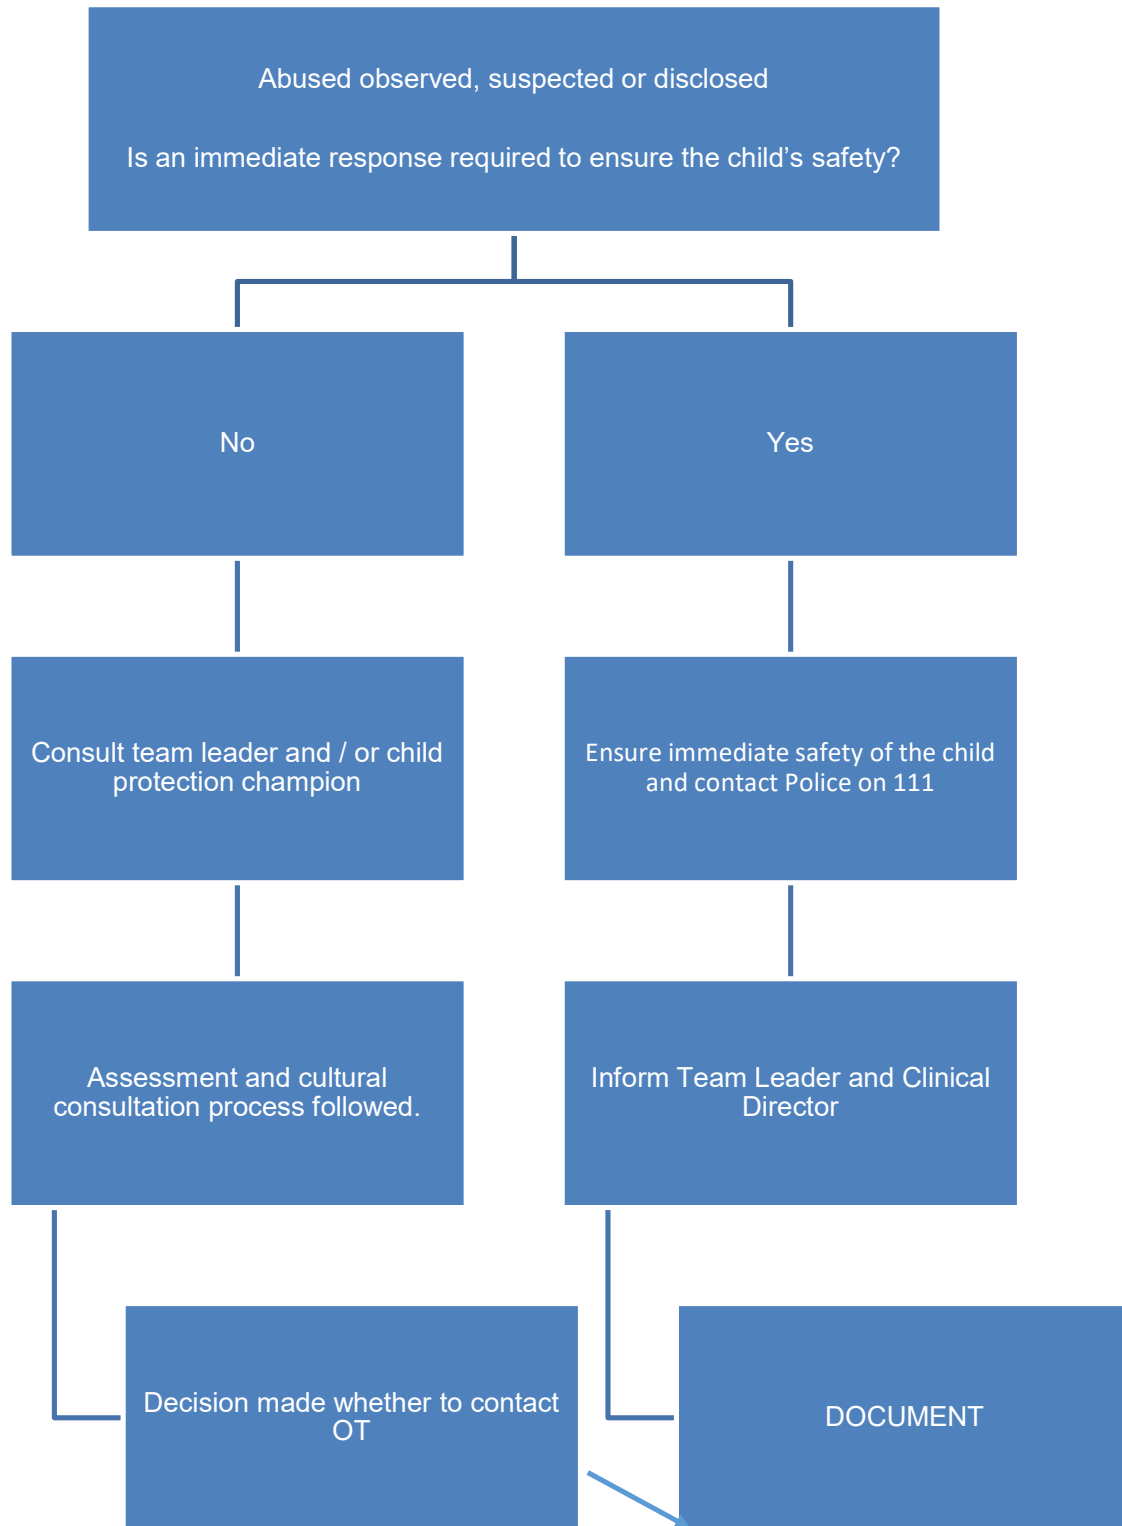 Abused observed, suspected or disclosed
Is an immediate response required to ensure the child’s safety?
No
Yes
Consult team leader and / or child
protection champion
Ensure immediate safety of the child
and contact Police on 111
Assessment and cultural
consultation process followed.
Inform Team Leader and Clinical
Director
Decision made whether to contact
OT
DOCUMENT